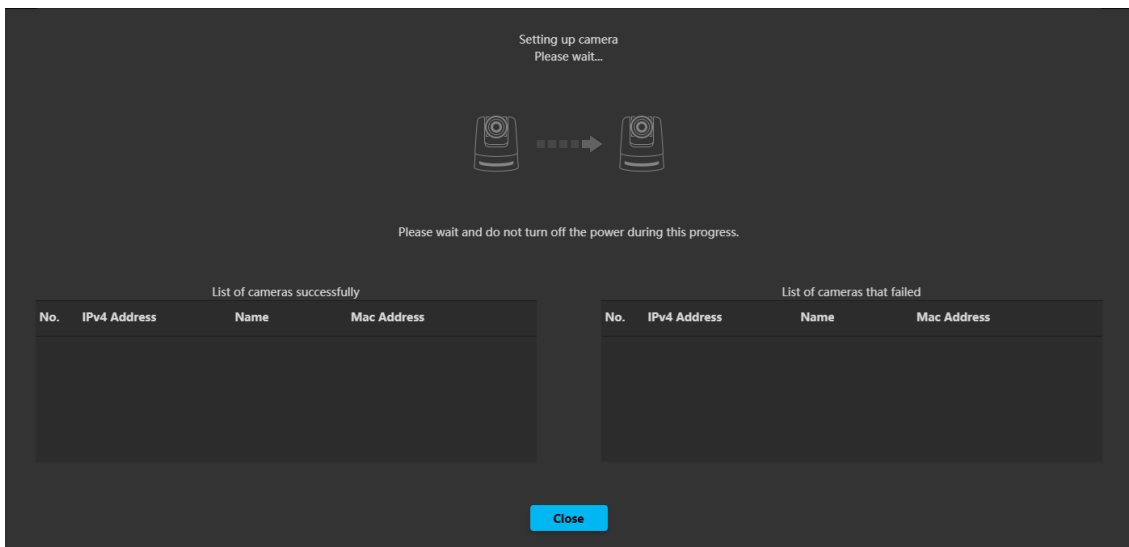 Setting up camera
Please wait...
Please wait and do not turn off the power during this progress.
List of cameras successfully
No. IPv4 Address Name Mac Address
List of cameras that failed
No. IPv4 Address Name Mac Address
Close